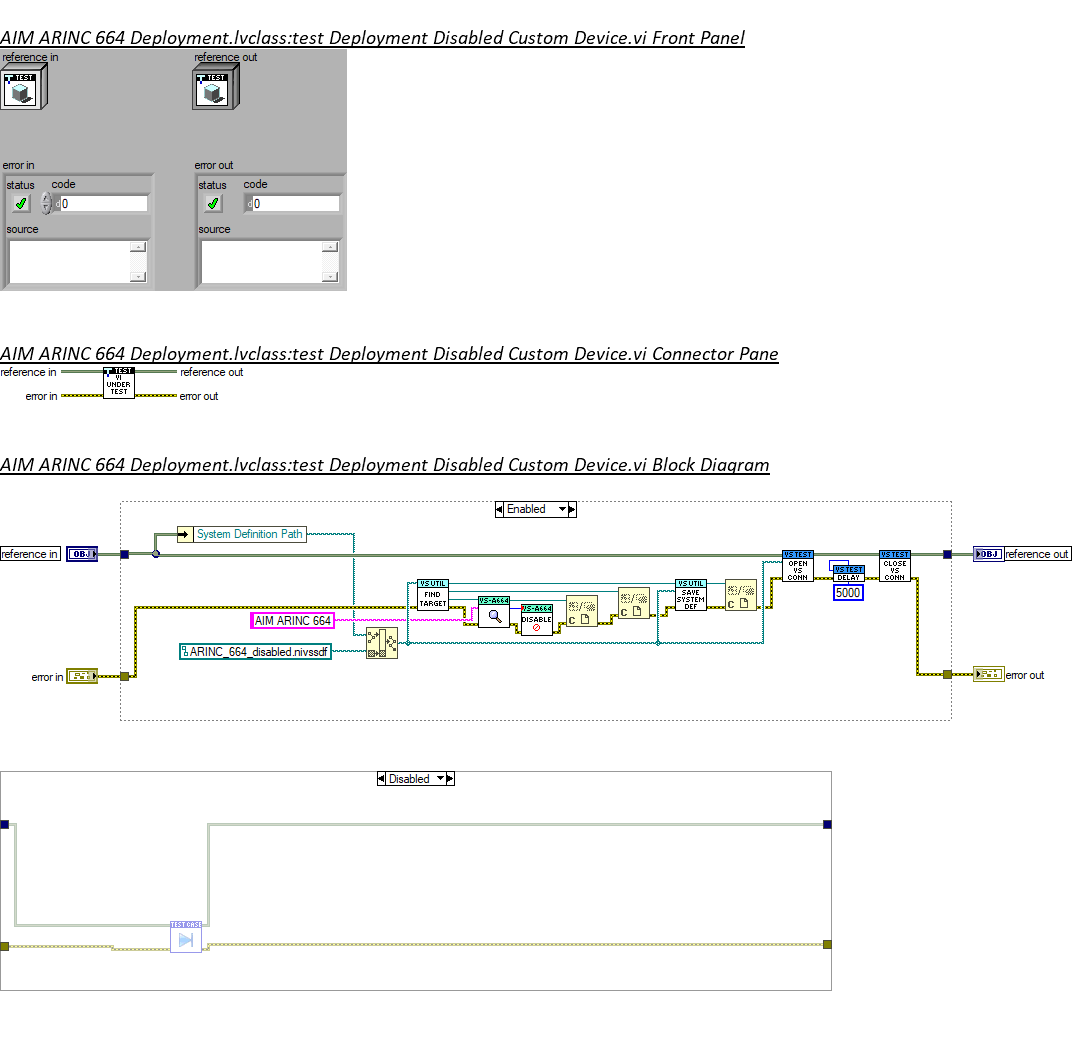 AIM ARINC 664 Deployment.lvclass:test Deployment Disabled Custom Device.vi Front Panel
reference in
reference out
TEST
TEST
error in
error out
status
code
status
code
d 0
d 0
source
source
AIM ARINC 664 Deployment.lvclass:test Deployment Disabled Custom Device.vi Connector Pane
reference in
TEST
VI
UNDER
TEST
reference out
error in
error out
AIM ARINC 664 Deployment.lvclass:test Deployment Disabled Custom Device.vi Block Diagram
Enabled
System Definition Path
reference in
OBJ
VS TEST
OPEN
VS
CONN
VS TEST
DELAY
5000
VS TEST
CLOSE
VS
CONN
OBJ
reference out
VS UTIL
FIND
TARGET
VS-A664
VS-A664
DISABLE
C
C
VS UTIL
SAVE
SYSTEM
DEF
C
AIM ARINC 664
ARINC_664_disabled.nivssdf
error in
error out
Disabled
TEST CASE